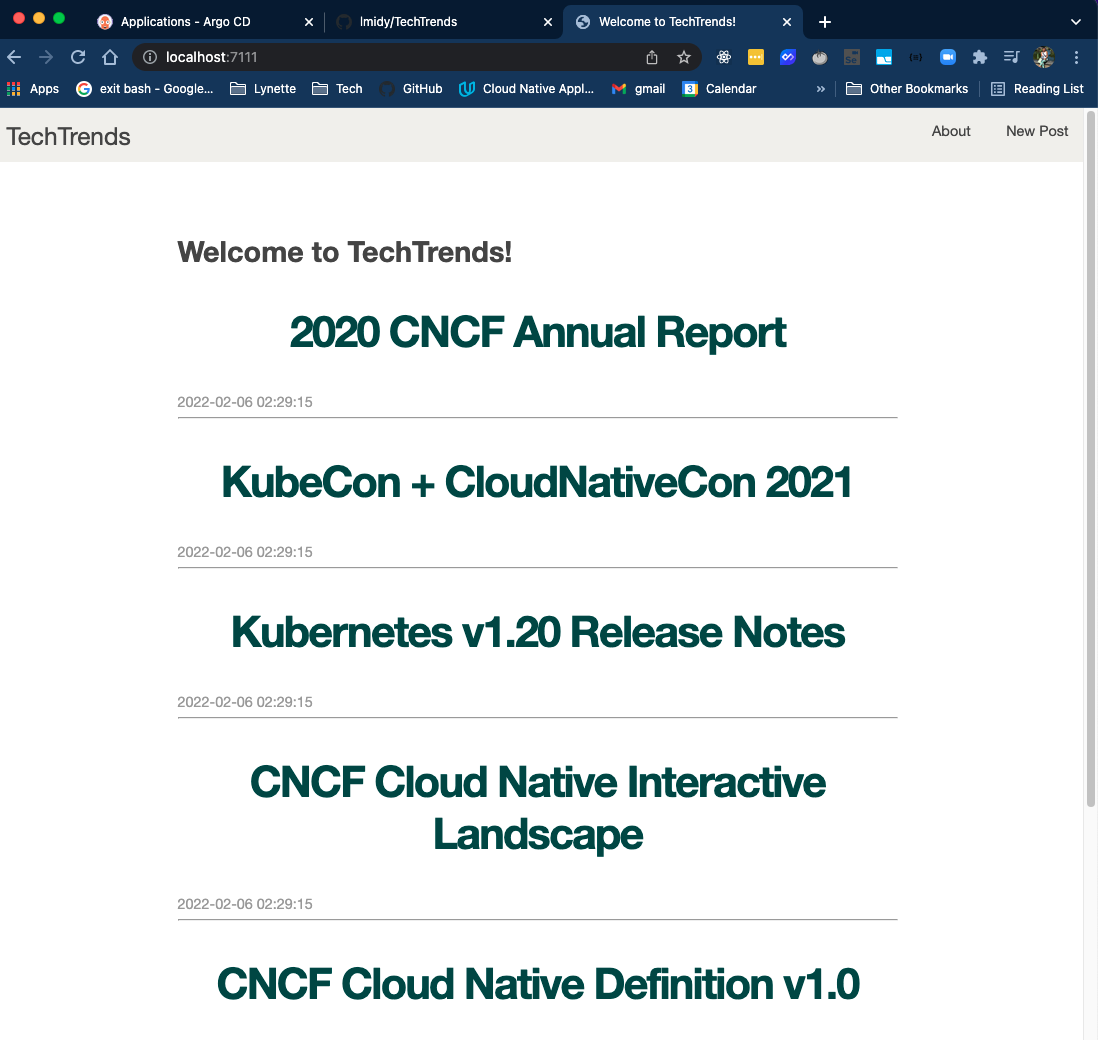 Applications - Argo CD
lmidy/TechTrends
Welcome to TechTrends!
localhost:7111
Apps
exit bash - Google...
Lynette
Tech
GitHub
Cloud Native Appl...
gmail
3
Calendar
»
Other Bookmarks
Reading List
TechTrends
About
New Post
Welcome to TechTrends!
2020 CNCF Annual Report
2022-02-06 02:29:15
KubeCon + CloudNativeCon 2021
2022-02-06 02:29:15
Kubernetes v1.20 Release Notes
2022-02-06 02:29:15
CNCF Cloud Native Interactive
Landscape
2022-02-06 02:29:15
CNCF Cloud Native Definition v1.0